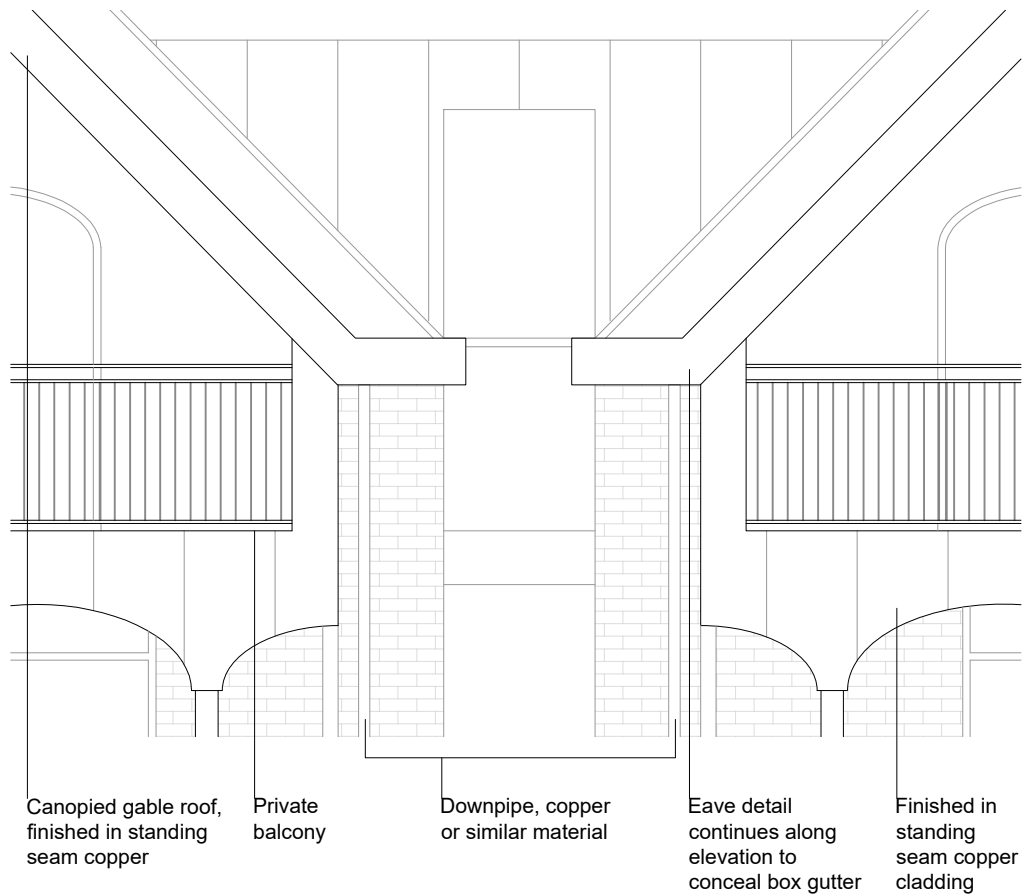 Canopied gable roof,
finished in standing
seam copper
Private
balcony
Downpipe, copper
or similar material
Eave detail
continues along
elevation to
conceal box gutter
Finished in
standing
seam copper
cladding